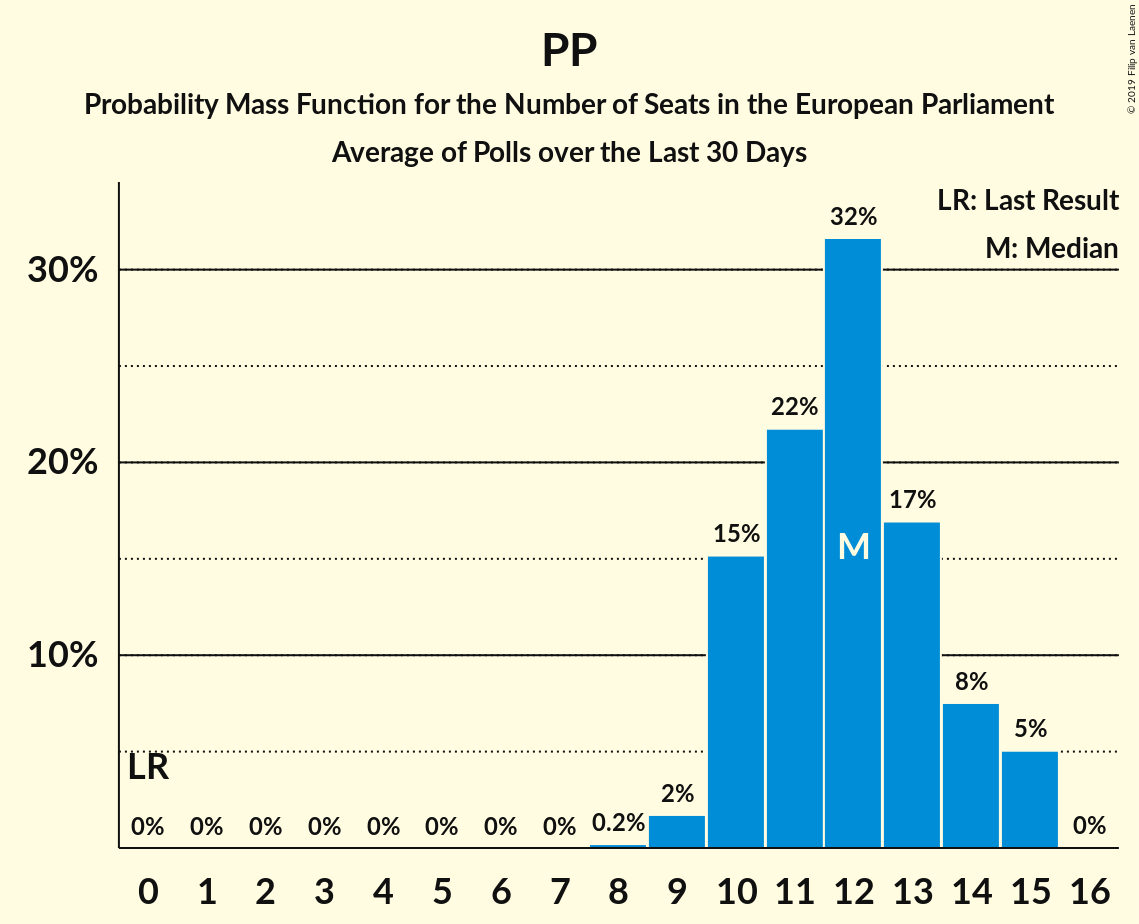 PP
Probability Mass Function for the Number of Seats in the European Parliament
Average of Polls over the Last 30 Days
© 2019 Filip van Laenen
LR: Last Result
M: Median
30%
20%
10%
LR
M
0% 0% 0% 0% 0% 0% 0% 0% 0.2% 2% 15% 22% 32% 17% 8% 5% 0%
0 1 2 3 4 5 6 7 8 9 10 11 12 13 14 15 16